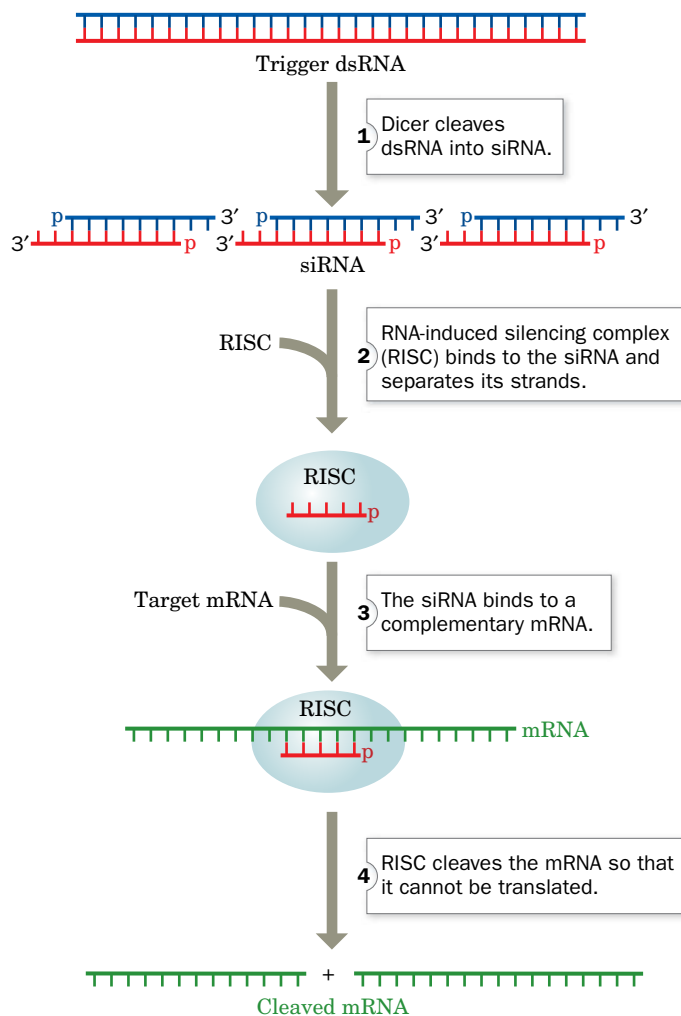 Trigger dsRNA
1 Dicer cleaves
dsRNA into siRNA.
p 3′ p 3′ p 3′
3′ p 3′ p 3′ p
siRNA
RISC
2 RNA-induced silencing complex
(RISC) binds to the siRNA and
separates its strands.
RISC
p
Target mRNA
3 The siRNA binds to a
complementary mRNA.
RISC
mRNA
p
4 RISC cleaves the mRNA so that
it cannot be translated.
+
Cleaved mRNA